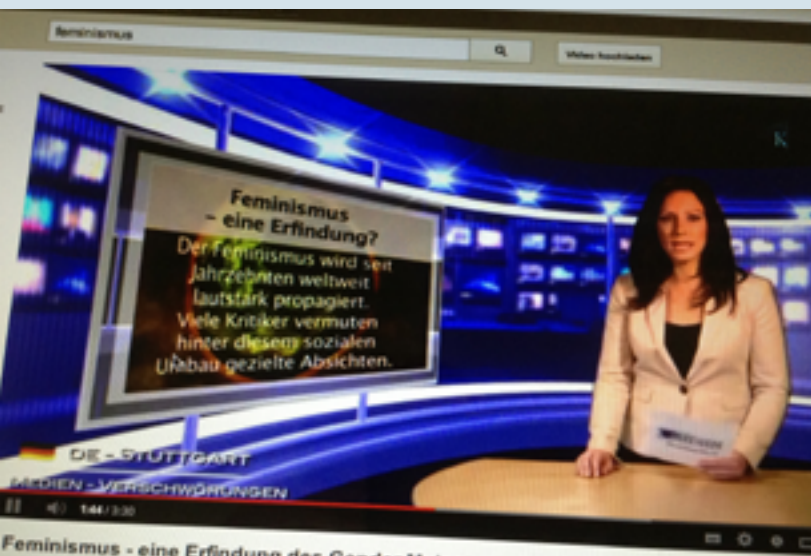 feminismus
Video hochladen
K
Feminismus
– eine Erfindung?
Der Feminismus wird seit
Jahrzehnten weltweit
lautstark propagiert.
Viele Kritiker vermuten
hinter diesem sozialen
Umbau gezielte Absichten.
DE - STUTTGART
MEDIEN - VERSCHWÖRUNGEN
1:44 / 3:30
Feminismus - eine Erfindung des